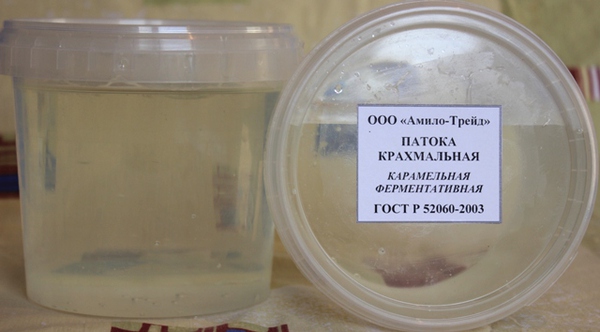 ООО «Амило-Трейд»
ПАТОКА
КРАХМАЛЬНАЯ
КАРАМЕЛЬНАЯ
ФЕРМЕНТАТИВНАЯ
ГОСТ Р 52060-2003